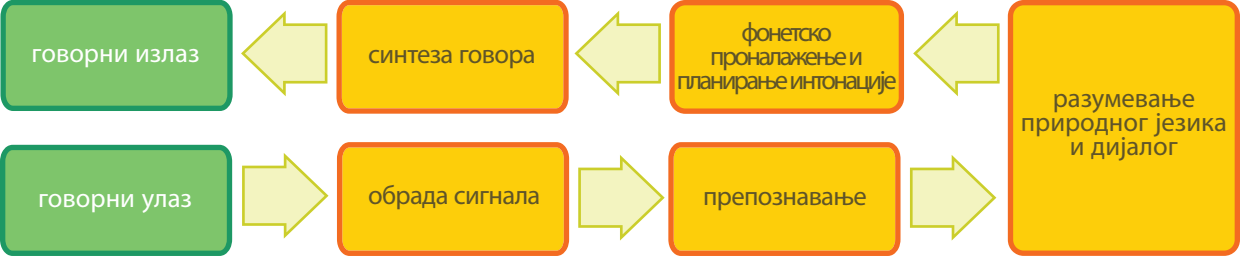 говорни излаз
синтеза говора
фонетско
проналажење и
планирање интонације
разумевање
природног језика
и дијалог
говорни улаз
обрада сигнала
препознавање